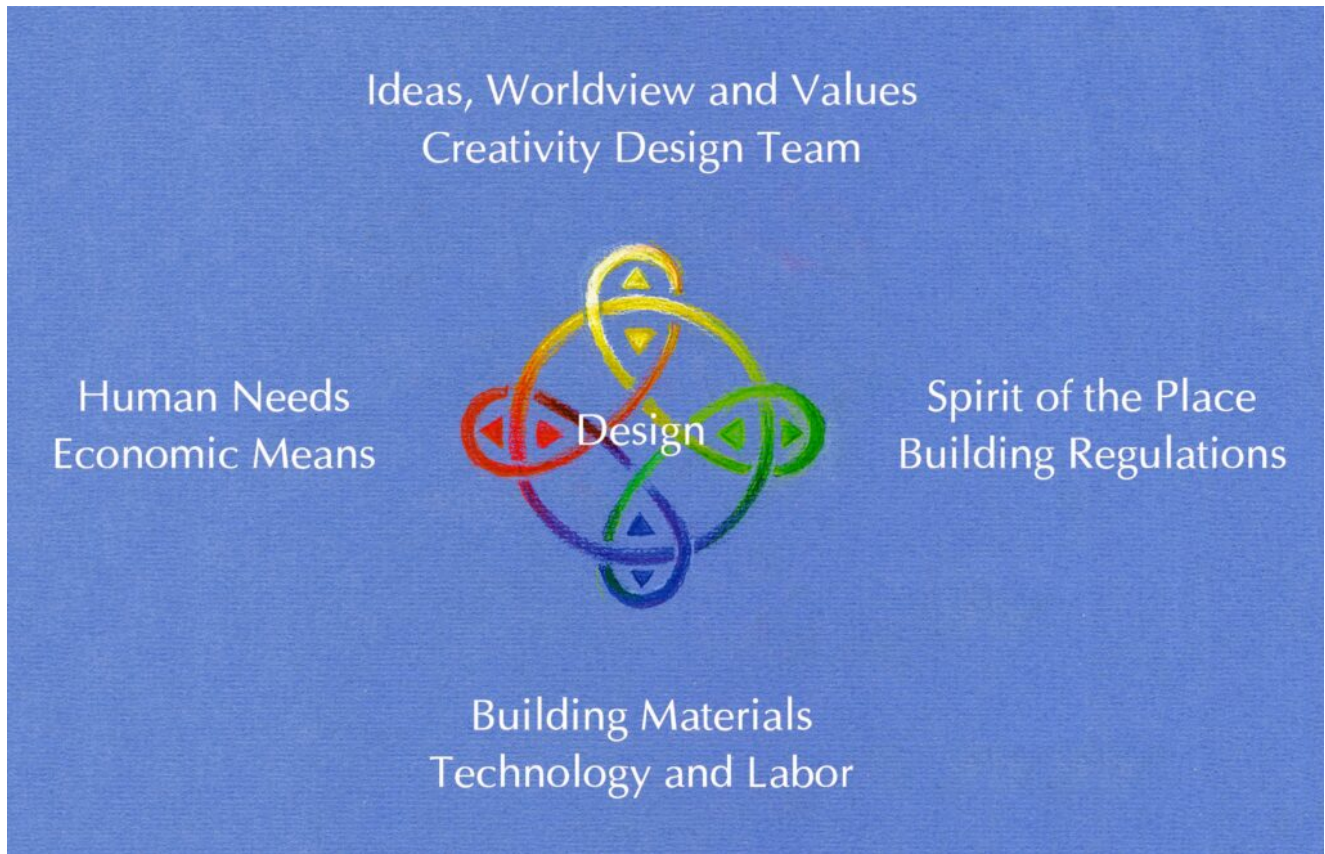 Ideas, Worldview and Values
Creativity Design Team
Human Needs
Economic Means
Design
Spirit of the Place
Building Regulations
Building Materials
Technology and Labor